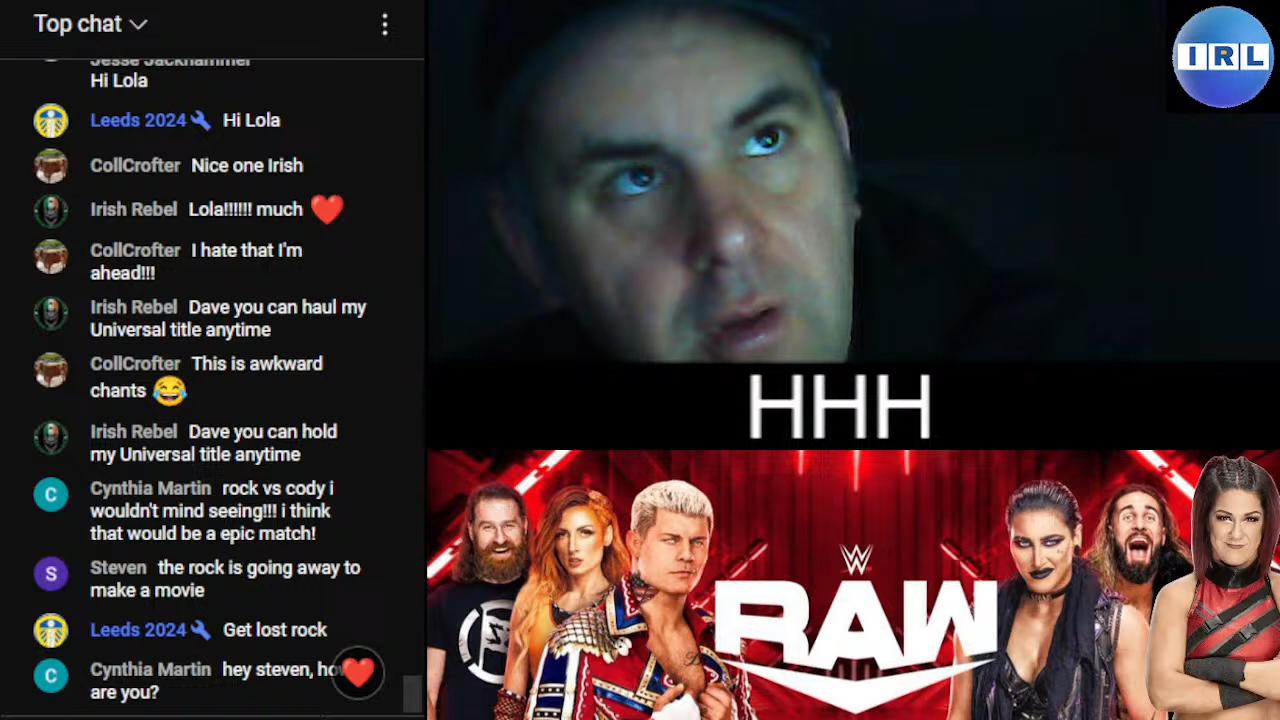 Top chat
Jesse Jackhammer
Hi Lola
Leeds 2024 Hi Lola
CollCrofter Nice one Irish
Irish Rebel Lola!!!!!! much ❤️
CollCrofter I hate that I'm
ahead!!!
Irish Rebel Dave you can haul my
Universal title anytime
CollCrofter This is awkward
chants 😂
Irish Rebel Dave you can hold
my Universal title anytime
C
Cynthia Martin rock vs cody i
wouldn't mind seeing!!! i think
that would be a epic match!
S
Steven the rock is going away to
make a movie
Leeds 2024 Get lost rock
C
Cynthia Martin hey steven, how
are you?
IRL
HHH
W
RAW